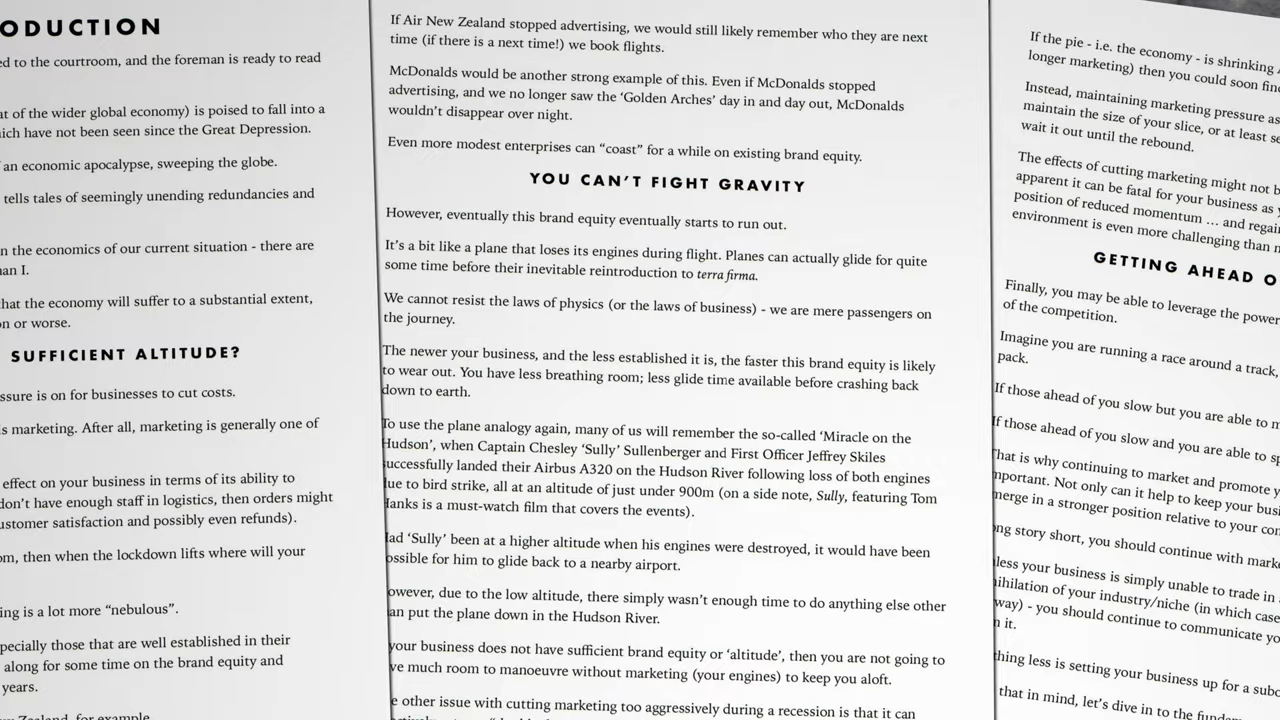 ODUCTION
ed to the courtroom, and the foreman is ready to read
at of the wider global economy) is poised to fall into a
ich have not been seen since the Great Depression.
an economic apocalypse, sweeping the globe.
tells tales of seemingly unending redundancies and
n the economics of our current situation - there are
an I.
hat the economy will suffer to a substantial extent,
n or worse.
SUFFICIENT ALTITUDE?
ssure is on for businesses to cut costs.
s marketing. After all, marketing is generally one of
effect on your business in terms of its ability to
don't have enough staff in logistics, then orders might
ustomer satisfaction and possibly even refunds).
om, then when the lockdown lifts where will your
ing is a lot more “nebulous”.
pecially those that are well established in their
along for some time on the brand equity and
years.
Zealand, for example
If Air New Zealand stopped advertising, we would still likely remember who they are next
time (if there is a next time!) we book flights.
McDonalds would be another strong example of this. Even if McDonalds stopped
advertising, and we no longer saw the ‘Golden Arches’ day in and day out, McDonalds
wouldn’t disappear over night.
Even more modest enterprises can “coast” for a while on existing brand equity.
YOU CAN’T FIGHT GRAVITY
However, eventually this brand equity eventually starts to run out.
It’s a bit like a plane that loses its engines during flight. Planes can actually glide for quite
some time before their inevitable reintroduction to terra firma.
We cannot resist the laws of physics (or the laws of business) - we are mere passengers on
the journey.
The newer your business, and the less established it is, the faster this brand equity is likely
to wear out. You have less breathing room; less glide time available before crashing back
down to earth.
To use the plane analogy again, many of us will remember the so-called ‘Miracle on the
Hudson’, when Captain Chesley ‘Sully’ Sullenberger and First Officer Jeffrey Skiles
uccessfully landed their Airbus A320 on the Hudson River following loss of both engines
ue to bird strike, all at an altitude of just under 900m (on a side note, Sully, featuring Tom
anks is a must-watch film that covers the events).
ad ‘Sully’ been at a higher altitude when his engines were destroyed, it would have been
ossible for him to glide back to a nearby airport.
owever, due to the low altitude, there simply wasn’t enough time to do anything else other
an put the plane down in the Hudson River.
your business does not have sufficient brand equity or ‘altitude’, then you are not going to
ve much room to manoeuvre without marketing (your engines) to keep you aloft.
e other issue with cutting marketing too aggressively during a recession is that it can
If the pie - i.e. the economy - is shrinking
longer marketing) then you could soon find
Instead, maintaining marketing pressure as
maintain the size of your slice, or at least se
wait it out until the rebound.
The effects of cutting marketing might not b
apparent it can be fatal for your business as
position of reduced momentum … and regai
environment is even more challenging than
GETTING AHEAD O
Finally, you may be able to leverage the power
of the competition.
Imagine you are running a race around a track,
pack.
If those ahead of you slow but you are able to m
If those ahead of you slow and you are able to sp
That is why continuing to market and promote y
mportant. Not only can it help to keep your busi
merge in a stronger position relative to your con
ng story short, you should continue with marke
less your business is simply unable to trade in
ihilation of your industry/niche (in which case
way) - you should continue to communicate yo
n it.
thing less is setting your business up for a subo
that in mind, let’s dive in to the funda